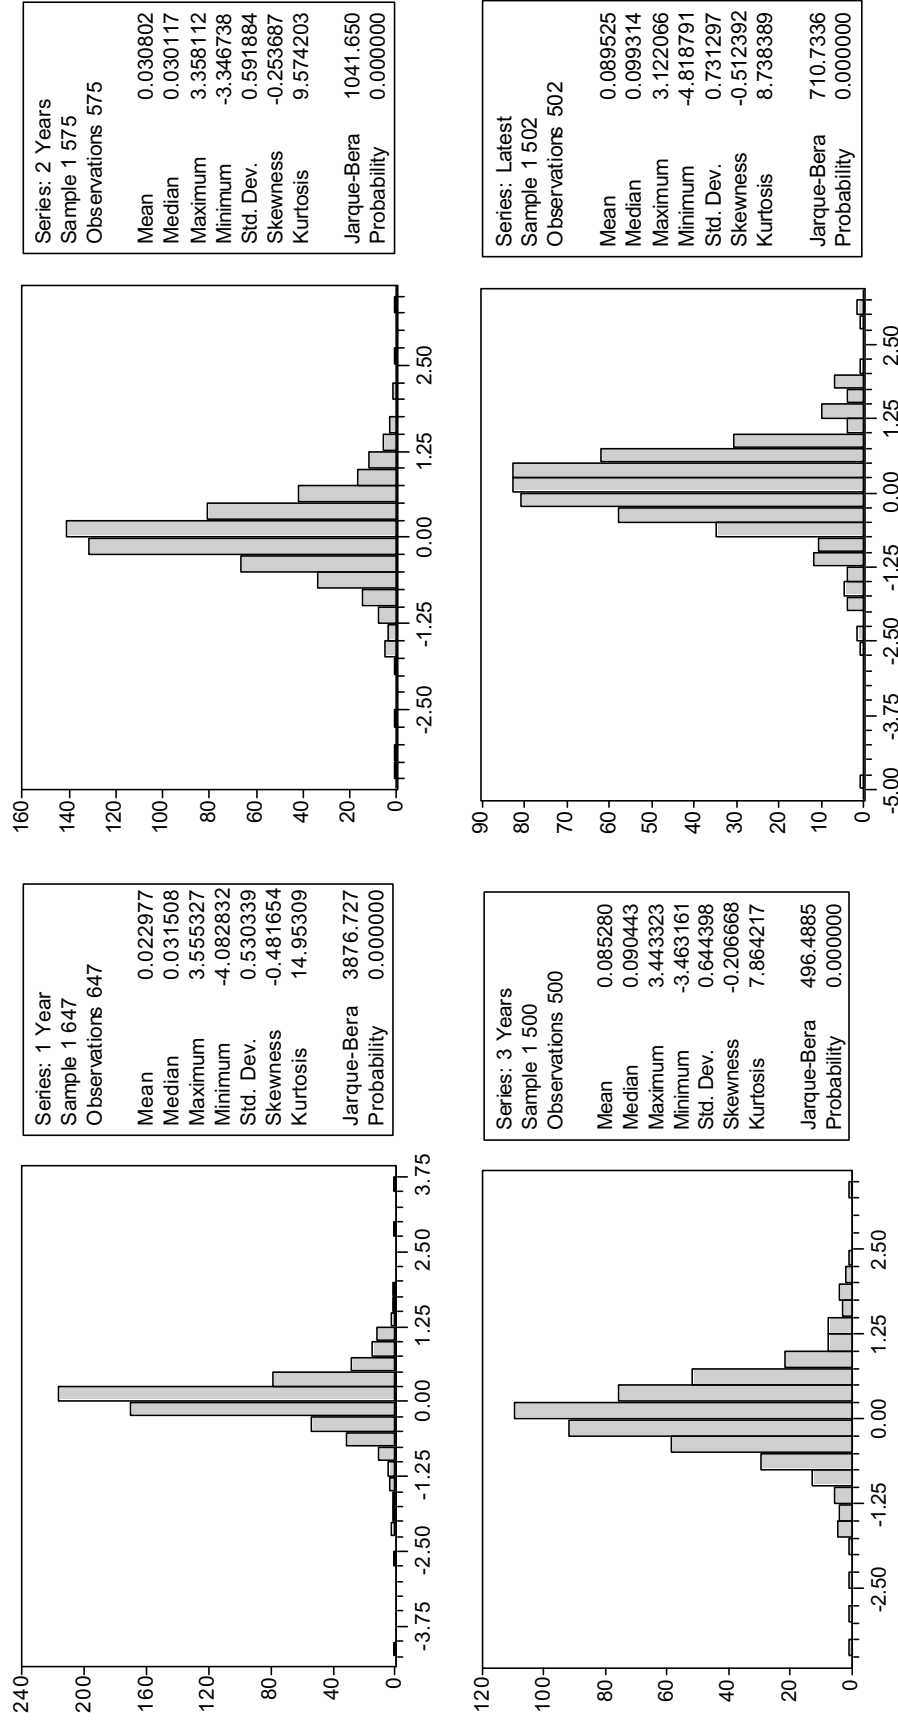 240
200
160
120
80
40
0
-3.75 -2.50 -1.25 0.00 1.25 2.50 3.75
Series: 1 Year
Sample 1 647
Observations 647
Mean 0.022977
Median 0.031508
Maximum 3.555327
Minimum -4.082832
Std. Dev. 0.530339
Skewness -0.481654
Kurtosis 14.95309
Jarque-Bera 3876.727
Probability 0.000000
160
140
120
100
80
60
40
20
0
-2.50 -1.25 0.00 1.25 2.50
Series: 2 Years
Sample 1 575
Observations 575
Mean 0.030802
Median 0.030117
Maximum 3.358112
Minimum -3.346738
Std. Dev. 0.591884
Skewness -0.253687
Kurtosis 9.574203
Jarque-Bera 1041.650
Probability 0.000000
120
100
80
60
40
20
0
-2.50 -1.25 0.00 1.25 2.50
Series: 3 Years
Sample 1 500
Observations 500
Mean 0.085280
Median 0.090443
Maximum 3.443323
Minimum -3.463161
Std. Dev. 0.644398
Skewness -0.206668
Kurtosis 7.864217
Jarque-Bera 496.4885
Probability 0.000000
90
80
70
60
50
40
30
20
10
0
-5.00 -3.75 -2.50 -1.25 0.00 1.25 2.50
Series: Latest
Sample 1 502
Observations 502
Mean 0.089525
Median 0.099314
Maximum 3.122066
Minimum -4.818791
Std. Dev. 0.731297
Skewness -0.512392
Kurtosis 8.738389
Jarque-Bera 710.7336
Probability 0.000000